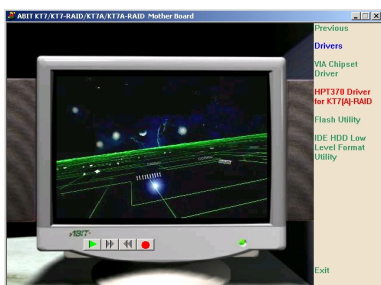 ABIT KT7/KT7-RAID/KT7A/KT7A-RAID Mother Board
Previous
Drivers
VIA Chipset
Driver
HPT370 Driver
for KT7(A)-RAID
Flash Utility
IDE HDD Low
Level Format
Utility
ABIT
Exit